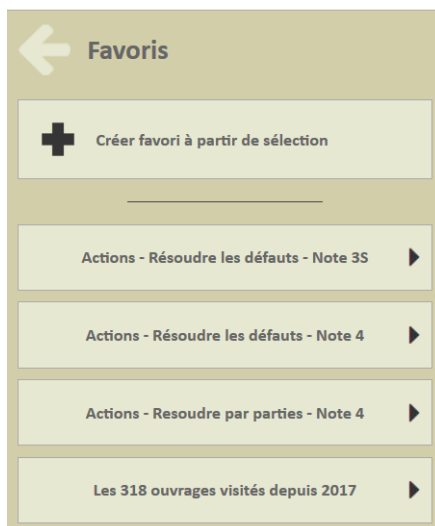 Favoris
Créer favori à partir de sélection
Actions - Résoudre les défauts - Note 3S
Actions - Résoudre les défauts - Note 4
Actions - Resoudre par parties - Note 4
Les 318 ouvrages visités depuis 2017